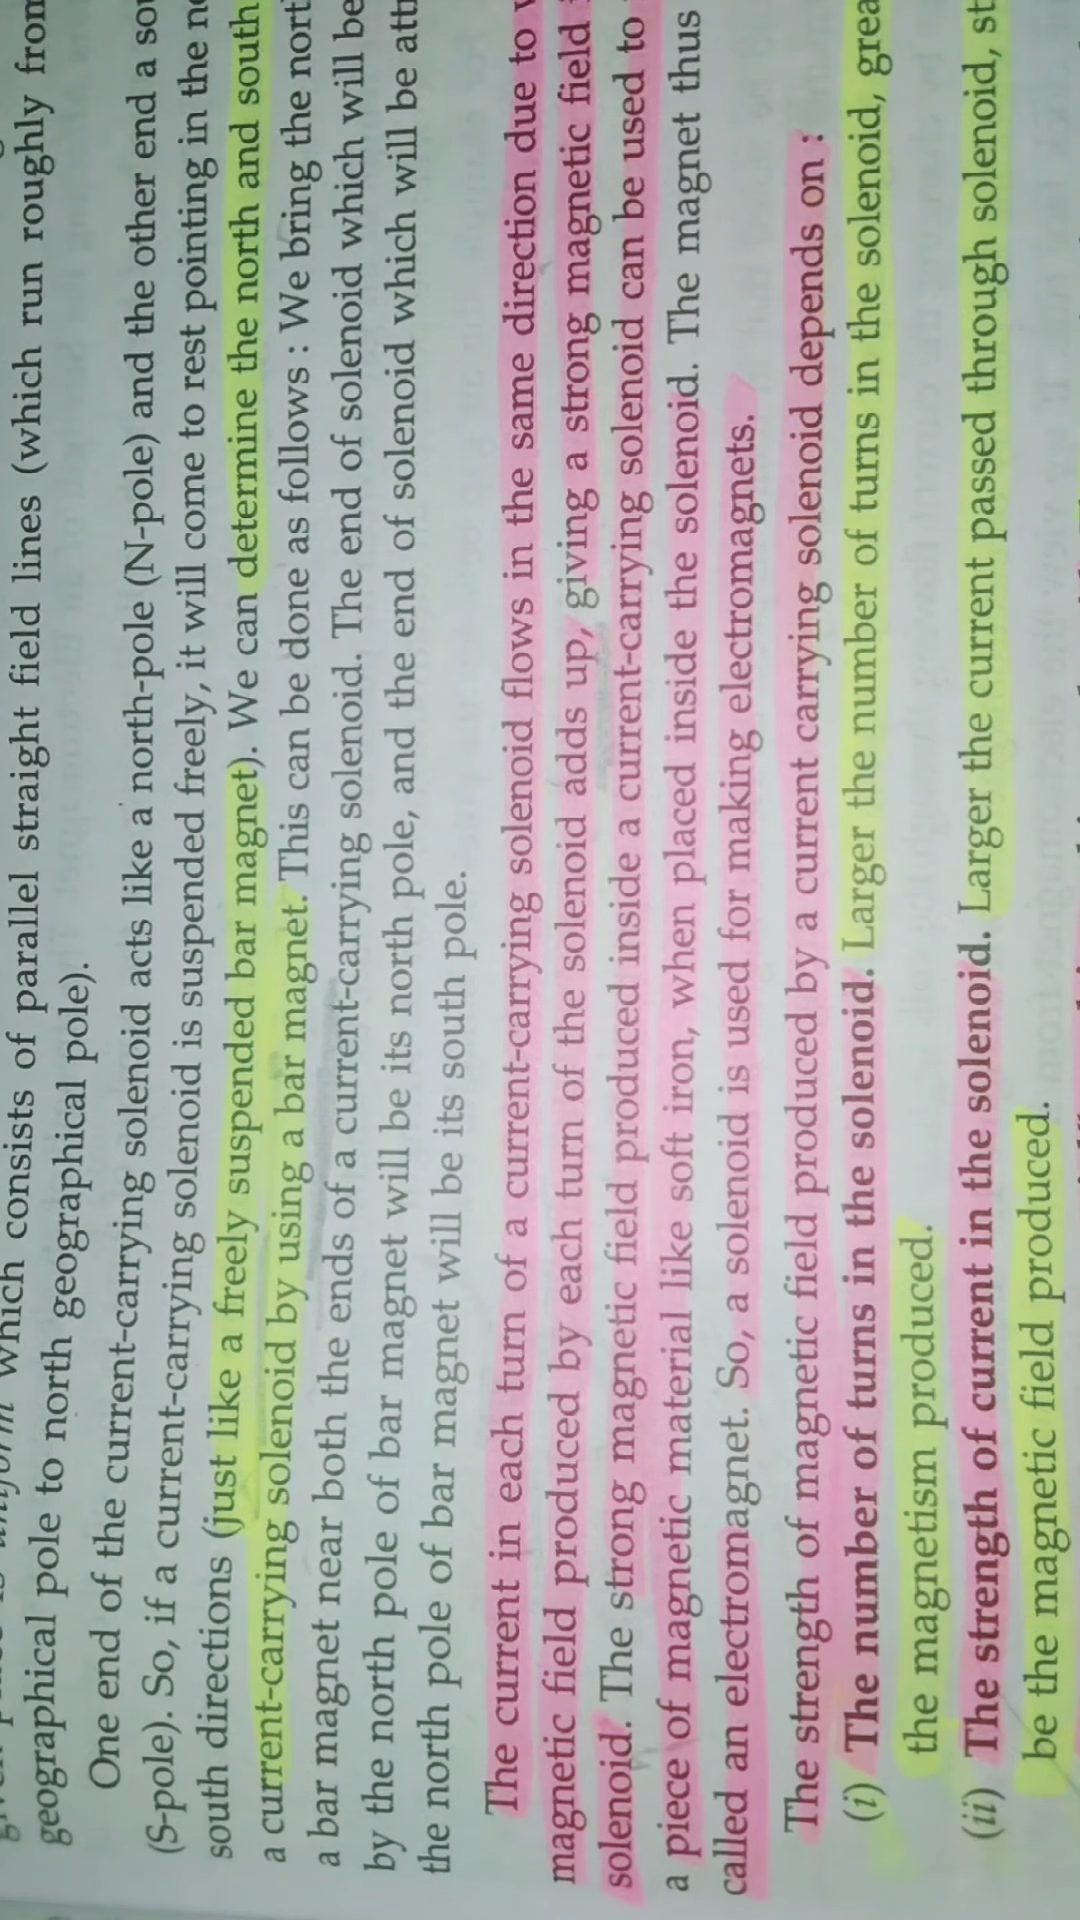 which consists of parallel straight field lines (which run roughly from
geographical pole to north geographical pole).
One end of the current-carrying solenoid acts like a north-pole (N-pole) and the other end a
(S-pole). So, if a current-carrying solenoid is suspended freely, it will come to rest pointing in the
south directions (just like a freely suspended bar magnet). We can determine the north and south
a current-carrying solenoid by using a bar magnet. This can be done as follows : We bring the
a bar magnet near both the ends of a current-carrying solenoid. The end of solenoid which will be
by the north pole of bar magnet will be its north pole, and the end of solenoid which will be
the north pole of bar magnet will be its south pole.
The current in each turn of a current-carrying solenoid flows in the same direction due to
magnetic field produced by each turn of the solenoid adds up, giving a strong magnetic field
solenoid. The strong magnetic field produced inside a current-carrying solenoid can be used to
a piece of magnetic material like soft iron, when placed inside the solenoid. The magnet thus
called an electromagnet. So, a solenoid is used for making electromagnets.
The strength of magnetic field produced by a current carrying solenoid depends on :
(i) The number of turns in the solenoid. Larger the number of turns in the solenoid,
the magnetism produced.
(ii) The strength of current in the solenoid. Larger the current passed through solenoid,
be the magnetic field produced.